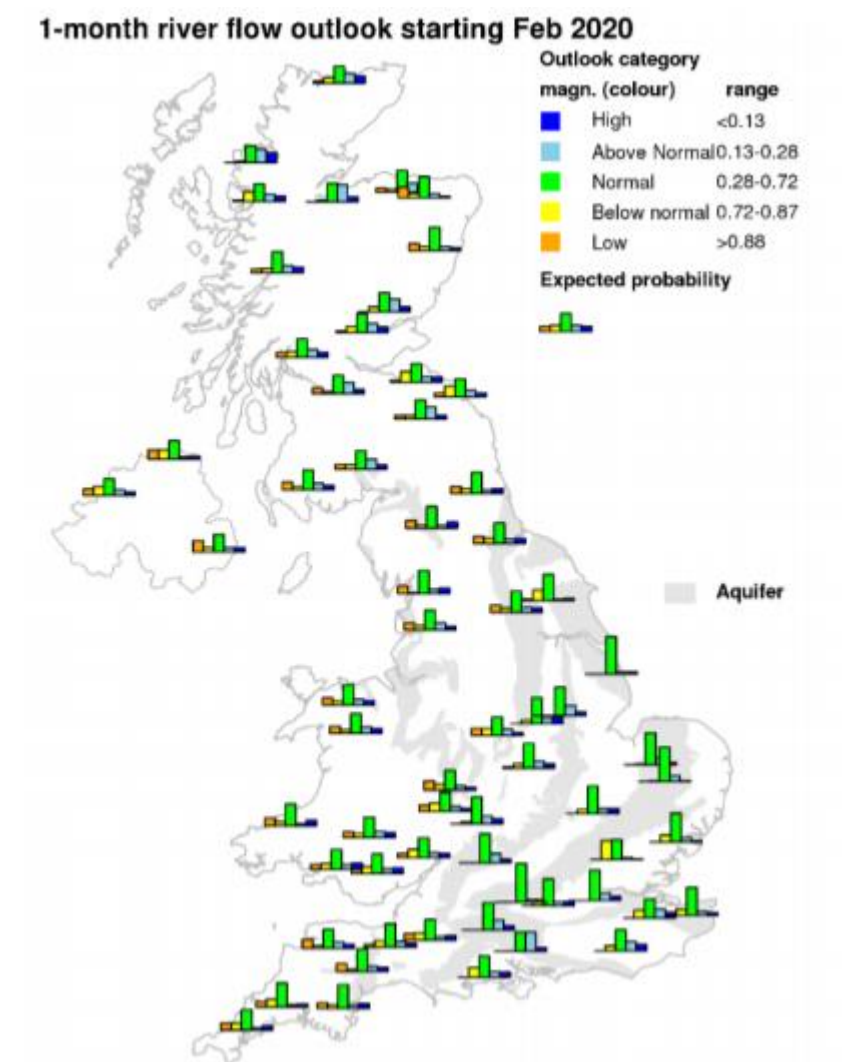 1-month river flow outlook starting Feb 2020
Outlook category
magn. (colour) range
High <0.13
Above Normal 0.13-0.28
Normal 0.28-0.72
Below normal 0.72-0.87
Low >0.88
Expected probability
Aquifer